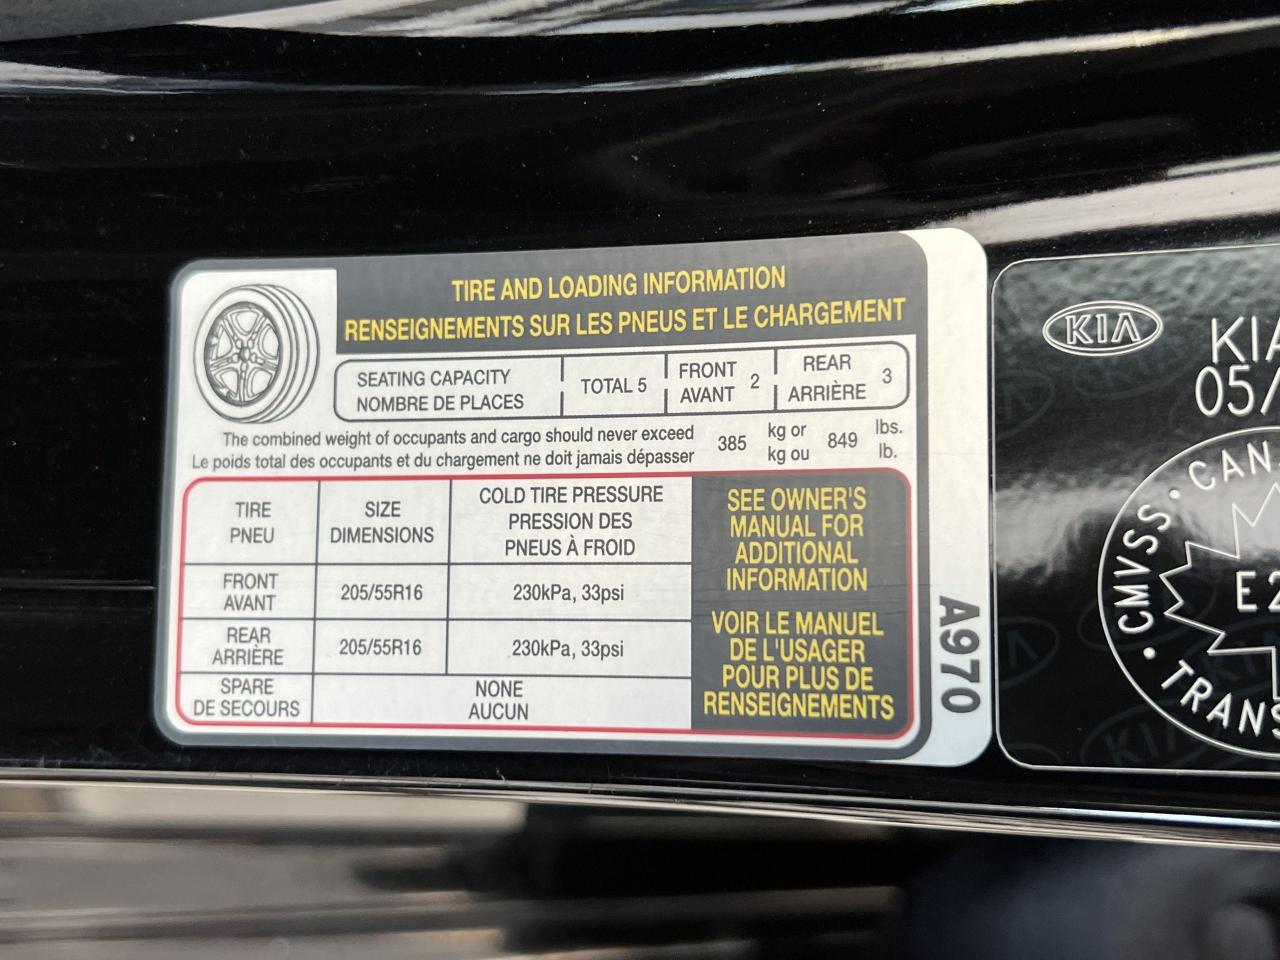 TIRE AND LOADING INFORMATION
RENSEIGNEMENTS SUR LES PNEUS ET LE CHARGEMENT
SEATING CAPACITY
NOMBRE DE PLACES
TOTAL 5
FRONT
AVANT
2
REAR
ARRIÈRE
3
The combined weight of occupants and cargo should never exceed 385 kg or 849 lbs.
Le poids total des occupants et du chargement ne doit jamais dépasser kg ou lb.
TIRE
PNEU
SIZE
DIMENSIONS
COLD TIRE PRESSURE
PRESSION DES
PNEUS À FROID
FRONT
AVANT
205/55R16
230kPa, 33psi
REAR
ARRIÈRE
205/55R16
230kPa, 33psi
SPARE
DE SECOURS
NONE
AUCUN
SEE OWNER'S
MANUAL FOR
ADDITIONAL
INFORMATION
VOIR LE MANUEL
DE L'USAGER
POUR PLUS DE
RENSEIGNEMENTS
A970
KIA
KIA
05/
CMVSS • CAN
E2
• TRANS